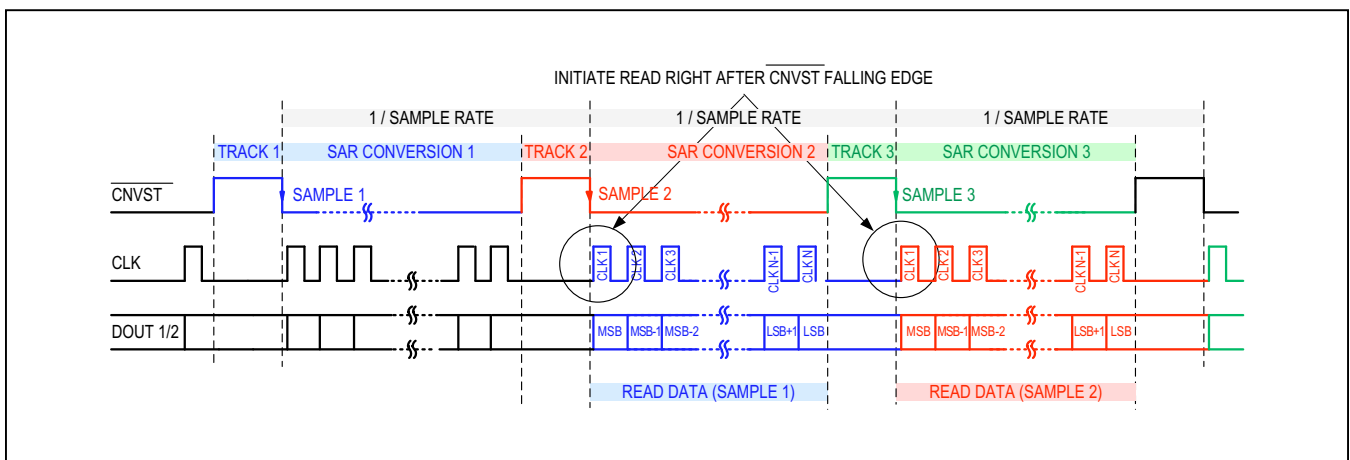 INITIATE READ RIGHT AFTER CNVST FALLING EDGE
1 / SAMPLE RATE 1 / SAMPLE RATE 1 / SAMPLE RATE
TRACK 1 SAR CONVERSION 1 TRACK 2 SAR CONVERSION 2 TRACK 3 SAR CONVERSION 3
CNVST SAMPLE 1 SAMPLE 2 SAMPLE 3
CLK CLK 1 CLK 2 CLK 3 CLK N-1 CLK N CLK 1 CLK 2 CLK 3 CLK N-1 CLK N
DOUT 1/2 MSB MSB-1 MSB-2 LSB+1 LSB MSB MSB-1 MSB-2 LSB+1 LSB
READ DATA (SAMPLE 1) READ DATA (SAMPLE 2)